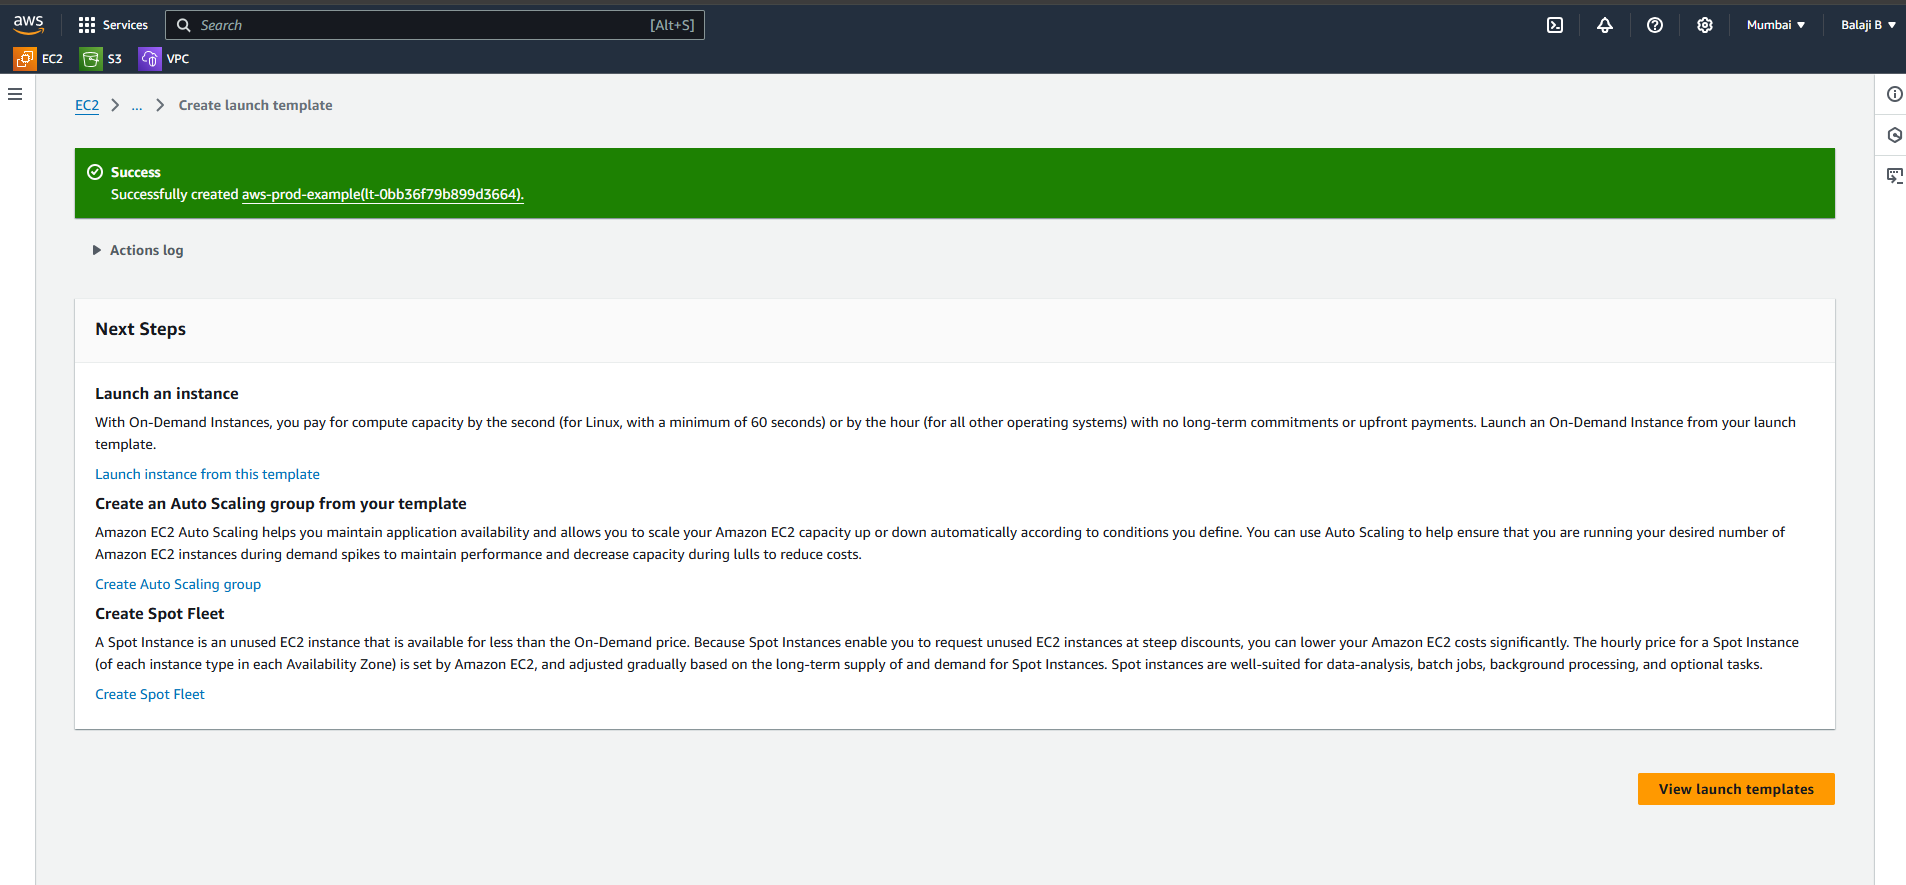 aws Services Search [Alt+S] Mumbai Balaji B
EC2 S3 VPC
EC2 > ... > Create launch template
Success
Successfully created aws-prod-example(lt-0bb36f79b899d3664).
Actions log
Next Steps
Launch an instance
With On-Demand Instances, you pay for compute capacity by the second (for Linux, with a minimum of 60 seconds) or by the hour (for all other operating systems) with no long-term commitments or upfront payments. Launch an On-Demand Instance from your launch
template.
Launch instance from this template
Create an Auto Scaling group from your template
Amazon EC2 Auto Scaling helps you maintain application availability and allows you to scale your Amazon EC2 capacity up or down automatically according to conditions you define. You can use Auto Scaling to help ensure that you are running your desired number of
Amazon EC2 instances during demand spikes to maintain performance and decrease capacity during lulls to reduce costs.
Create Auto Scaling group
Create Spot Fleet
A Spot Instance is an unused EC2 instance that is available for less than the On-Demand price. Because Spot Instances enable you to request unused EC2 instances at steep discounts, you can lower your Amazon EC2 costs significantly. The hourly price for a Spot Instance
(of each instance type in each Availability Zone) is set by Amazon EC2, and adjusted gradually based on the long-term supply of and demand for Spot Instances. Spot instances are well-suited for data-analysis, batch jobs, background processing, and optional tasks.
Create Spot Fleet
View launch templates